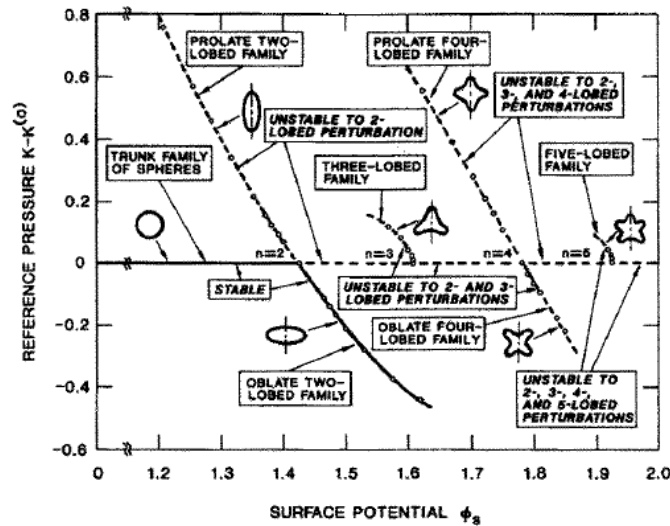 0.8
0.6
0.4
0.2
0
-0.2
-0.4
-0.6
REFERENCE PRESSURE K-K(0)
PROLATE TWO-
LOBED FAMILY
PROLATE FOUR-
LOBED FAMILY
UNSTABLE TO 2-,
3-, AND 4-LOBED
PERTURBATIONS
UNSTABLE TO 2-
LOBED PERTURBATION
TRUNK FAMILY
OF SPHERES
THREE-LOBED
FAMILY
FIVE-LOBED
FAMILY
n=2
n=3
n=4
n=5
STABLE
UNSTABLE TO 2- AND 3-
LOBED PERTURBATIONS
OBLATE FOUR-
LOBED FAMILY
OBLATE TWO-
LOBED FAMILY
UNSTABLE TO
2-, 3-, 4-,
AND 5-LOBED
PERTURBATIONS
0 1.2 1.3 1.4 1.5 1.6 1.7 1.8 1.9 2.0
SURFACE POTENTIAL ϕs